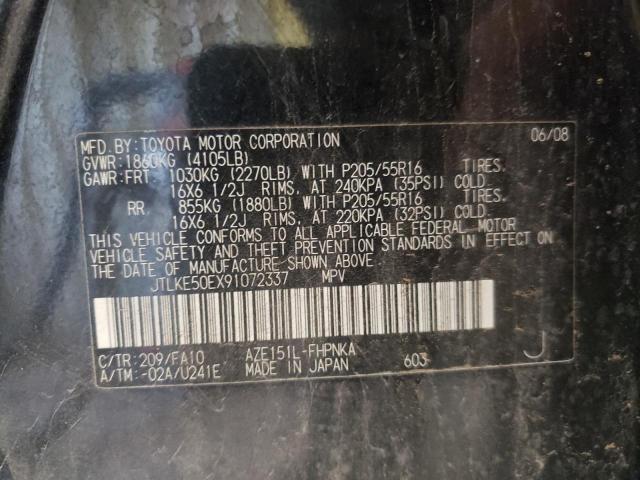 MFD. BY: TOYOTA MOTOR CORPORATION 06/08
GVWR: 1860KG (4105LB)
GAWR: FRT 1030KG (2270LB) WITH P205/55R16 TIRES.
16X6 1/2J RIMS. AT 240KPA (35PSI) COLD.
RR 855KG (1880LB) WITH P205/55R16 TIRES.
16X6 1/2J RIMS. AT 220KPA (32PSI) COLD.
THIS VEHICLE CONFORMS TO ALL APPLICABLE FEDERAL MOTOR
VEHICLE SAFETY AND THEFT PREVENTION STANDARDS IN EFFECT ON
THE DATE OF MANUFACTURE SHOWN ABOVE.
JTLKE50EX91072337 MPV
C/TR: 209/FA10 AZE151L-FHPNKA 603 J
A/TM: -02A/U241E MADE IN JAPAN